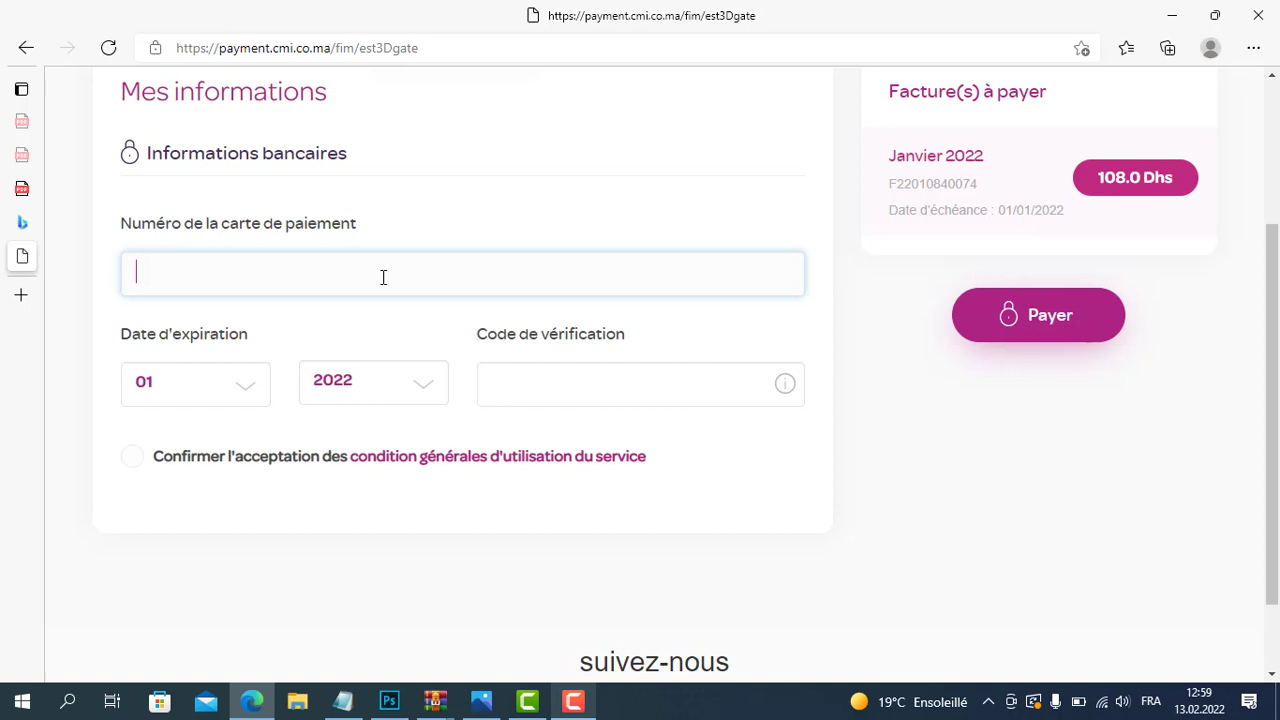 https://payment.cmi.co.ma/fim/est3Dgate
https://payment.cmi.co.ma/fim/est3Dgate
Mes informations
Informations bancaires
Numéro de la carte de paiement
Date d'expiration
Code de vérification
01
2022
Confirmer l'acceptation des condition générales d'utilisation du service
Facture(s) à payer
Janvier 2022
108.0 Dhs
F22010840074
Date d'échéance : 01/01/2022
Payer
suivez-nous
Ps
19°C Ensoleillé
FRA
12:59
13.02.2022